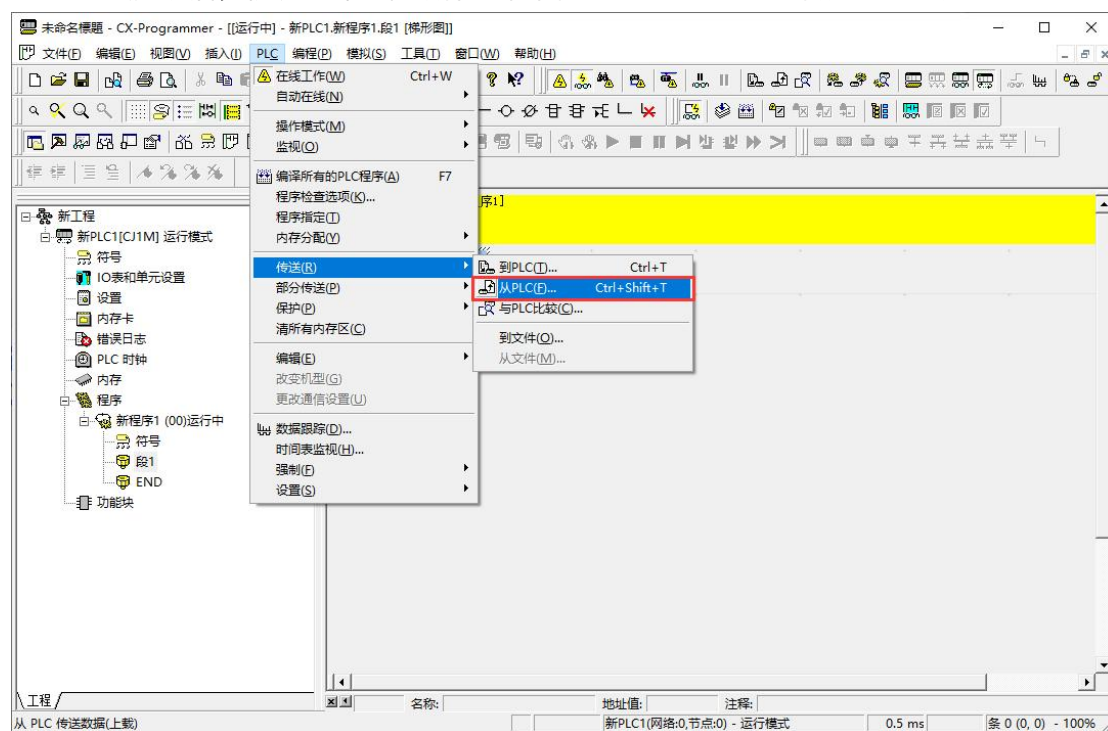 未命名標題 - CX-Programmer - [[运行中] - 新PLC1.新程序1.段1 [梯形图]]
文件(F) 编辑(E) 视图(V) 插入(I) PLC 编程(P) 模拟(S) 工具(T) 窗口(W) 帮助(H)
在线工作(W) Ctrl+W
自动在线(N)
操作模式(M)
监视(O)
编译所有的PLC程序(A) F7
程序检查选项(K)...
程序指定(T)
内存分配(Y)
传送(R)
部分传送(P)
保护(P)
清所有内存区(C)
编辑(E)
改变机型(G)
更改通信设置(U)
数据跟踪(D)...
时间表监视(H)...
强制(F)
设置(S)
到PLC(T)... Ctrl+T
从PLC(F)... Ctrl+Shift+T
与PLC比较(C)...
到文件(O)...
从文件(M)...
序1]
新工程
新PLC1[CJ1M] 运行模式
符号
IO表和单元设置
设置
内存卡
错误日志
PLC 时钟
内存
程序
新程序1 (00)运行中
符号
段1
END
功能块
工程
名称: 地址值: 注释:
从 PLC 传送数据(上载) 新PLC1(网络:0,节点:0) - 运行模式 0.5 ms 条 0 (0, 0) - 100%